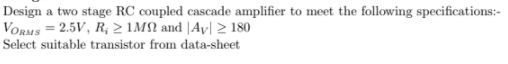 Design a two stage RC coupled cascade amplifier to meet the following specifications:-
V_ORMS = 2.5V, R_i ≥ 1MΩ and |A_V| ≥ 180
Select suitable transistor from data-sheet